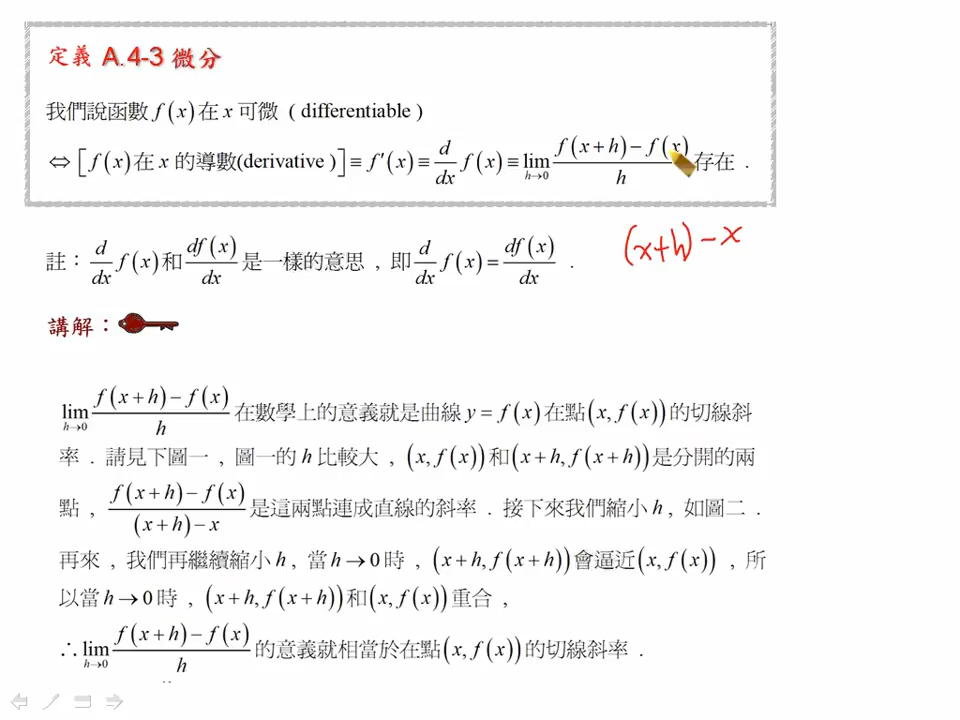 定義 A.4-3 微分
我們說函數 f(x) 在 x 可微 ( differentiable )
⇔ [ f(x) 在 x 的導數(derivative ) ] ≡ f′(x) ≡ d/dx f(x) ≡ lim_{h→0} (f(x+h) − f(x))/h 存在 .
(x+h) − x
註：d/dx f(x) 和 df(x)/dx 是一樣的意思 , 即 d/dx f(x) = df(x)/dx .
講解：
lim_{h→0} (f(x+h) − f(x))/h 在數學上的意義就是曲線 y = f(x) 在點 (x, f(x)) 的切線斜
率 . 請見下圖一 , 圖一的 h 比較大 , (x, f(x)) 和 (x+h, f(x+h)) 是分開的兩
點 , (f(x+h) − f(x))/((x+h) − x) 是這兩點連成直線的斜率 . 接下來我們縮小 h , 如圖二 .
再來 , 我們再繼續縮小 h , 當 h → 0 時 , (x+h, f(x+h)) 會逼近 (x, f(x)) , 所
以當 h → 0 時 , (x+h, f(x+h)) 和 (x, f(x)) 重合 ,
∴ lim_{h→0} (f(x+h) − f(x))/h 的意義就相當於在點 (x, f(x)) 的切線斜率 .